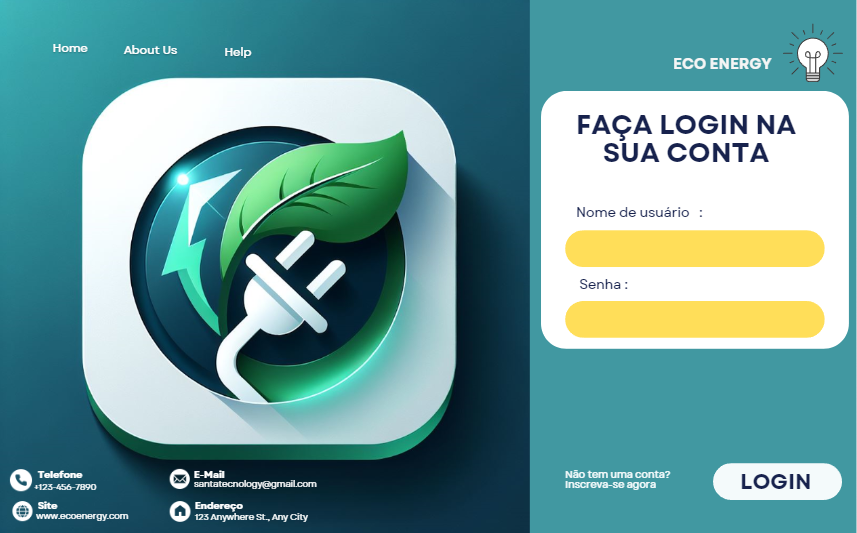 Home
About Us
Help
ECO ENERGY
FAÇA LOGIN NA
SUA CONTA
Nome de usuário :
Senha :
Telefone
+123-456-7890
E-Mail
santatecnology@gmail.com
Site
www.ecoenergy.com
Endereço
123 Anywhere St., Any City
Não tem uma conta?
Inscreva-se agora
LOGIN